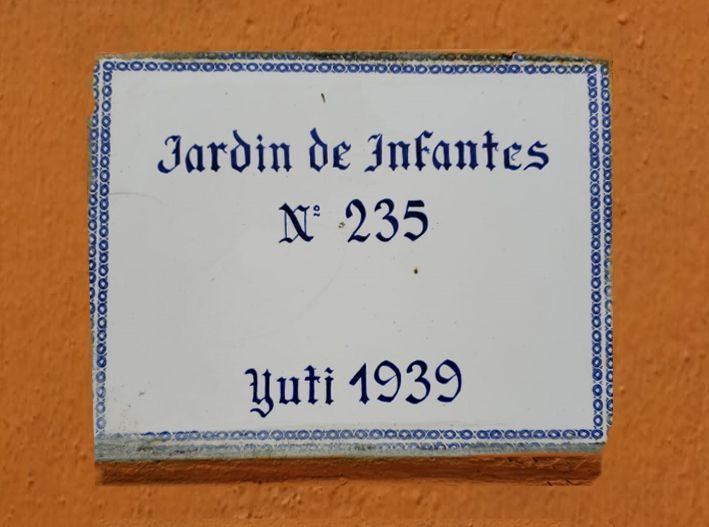 Jardin de Infantes
Nº 235
Yuti 1939